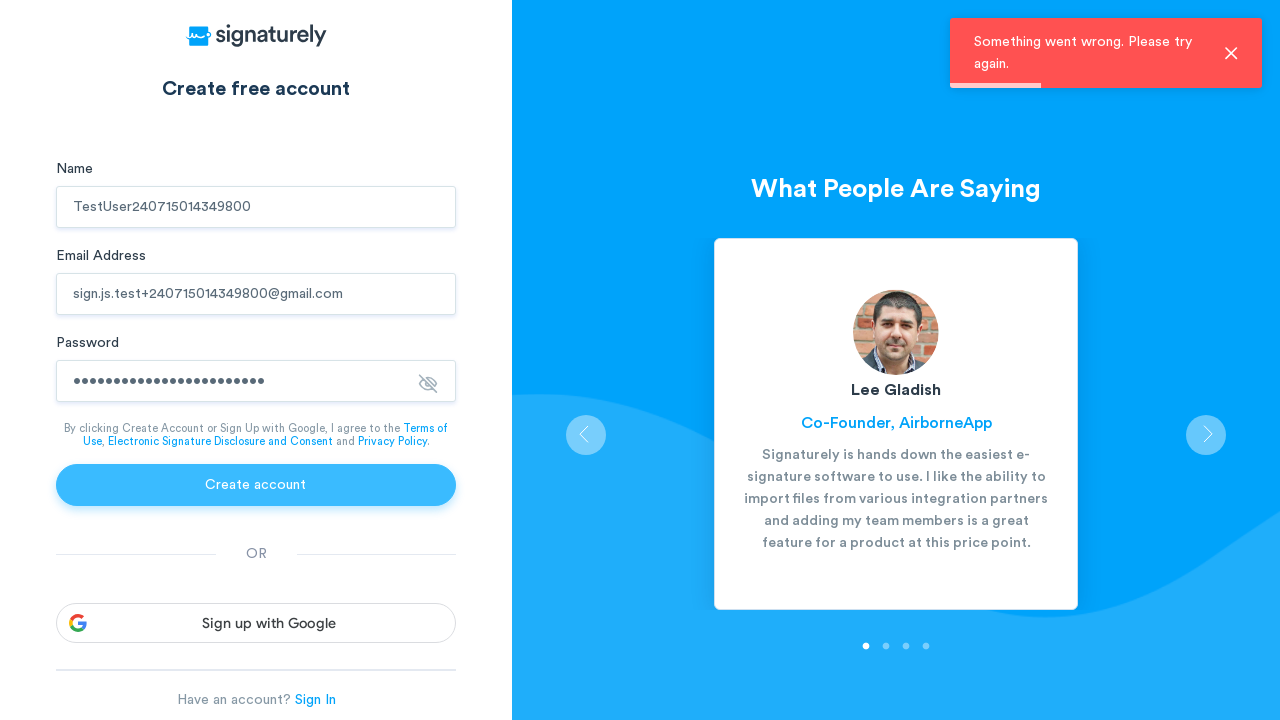 signaturely
Create free account
Name
TestUser240715014349800
Email Address
sign.js.test+240715014349800@gmail.com
Password
By clicking Create Account or Sign Up with Google, I agree to the Terms of
Use, Electronic Signature Disclosure and Consent and Privacy Policy.
Create account
OR
Sign up with Google
Have an account? Sign In
Something went wrong. Please try
again.
What People Are Saying
Lee Gladish
Co-Founder, AirborneApp
Signaturely is hands down the easiest e-
signature software to use. I like the ability to
import files from various integration partners
and adding my team members is a great
feature for a product at this price point.